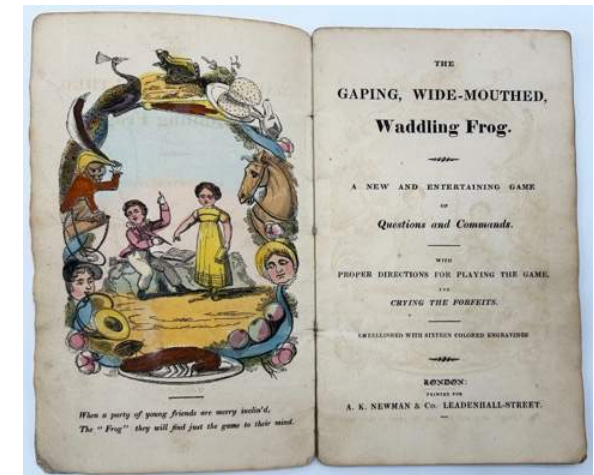 When a party of young friends are merry inclin'd,
The "Frog" they will find just the game to their mind.
THE
GAPING, WIDE-MOUTHED,
Waddling Frog.
A NEW AND ENTERTAINING GAME
OF
Questions and Commands.
WITH
PROPER DIRECTIONS FOR PLAYING THE GAME,
AND
CRYING THE FORFEITS.
EMBELLISHED WITH SIXTEEN COLORED ENGRAVINGS
LONDON:
PRINTED FOR
A. K. NEWMAN & Co. LEADENHALL-STREET.